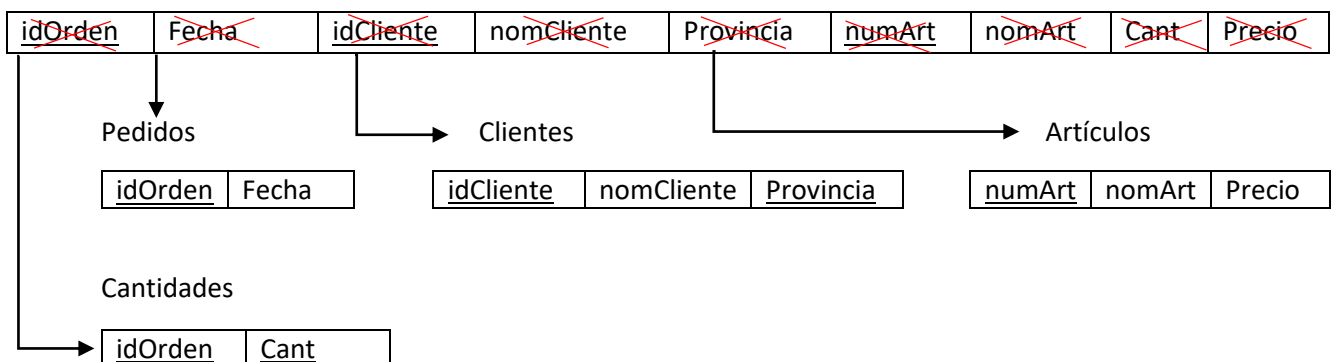 idOrden Fecha idCliente nomCliente Provincia numArt nomArt Cant Precio
Pedidos Clientes Artículos
idOrden Fecha idCliente nomCliente Provincia numArt nomArt Precio
Cantidades
idOrden Cant